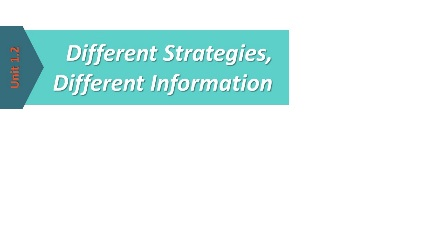 Unit 1.2
Different Strategies,
Different Information